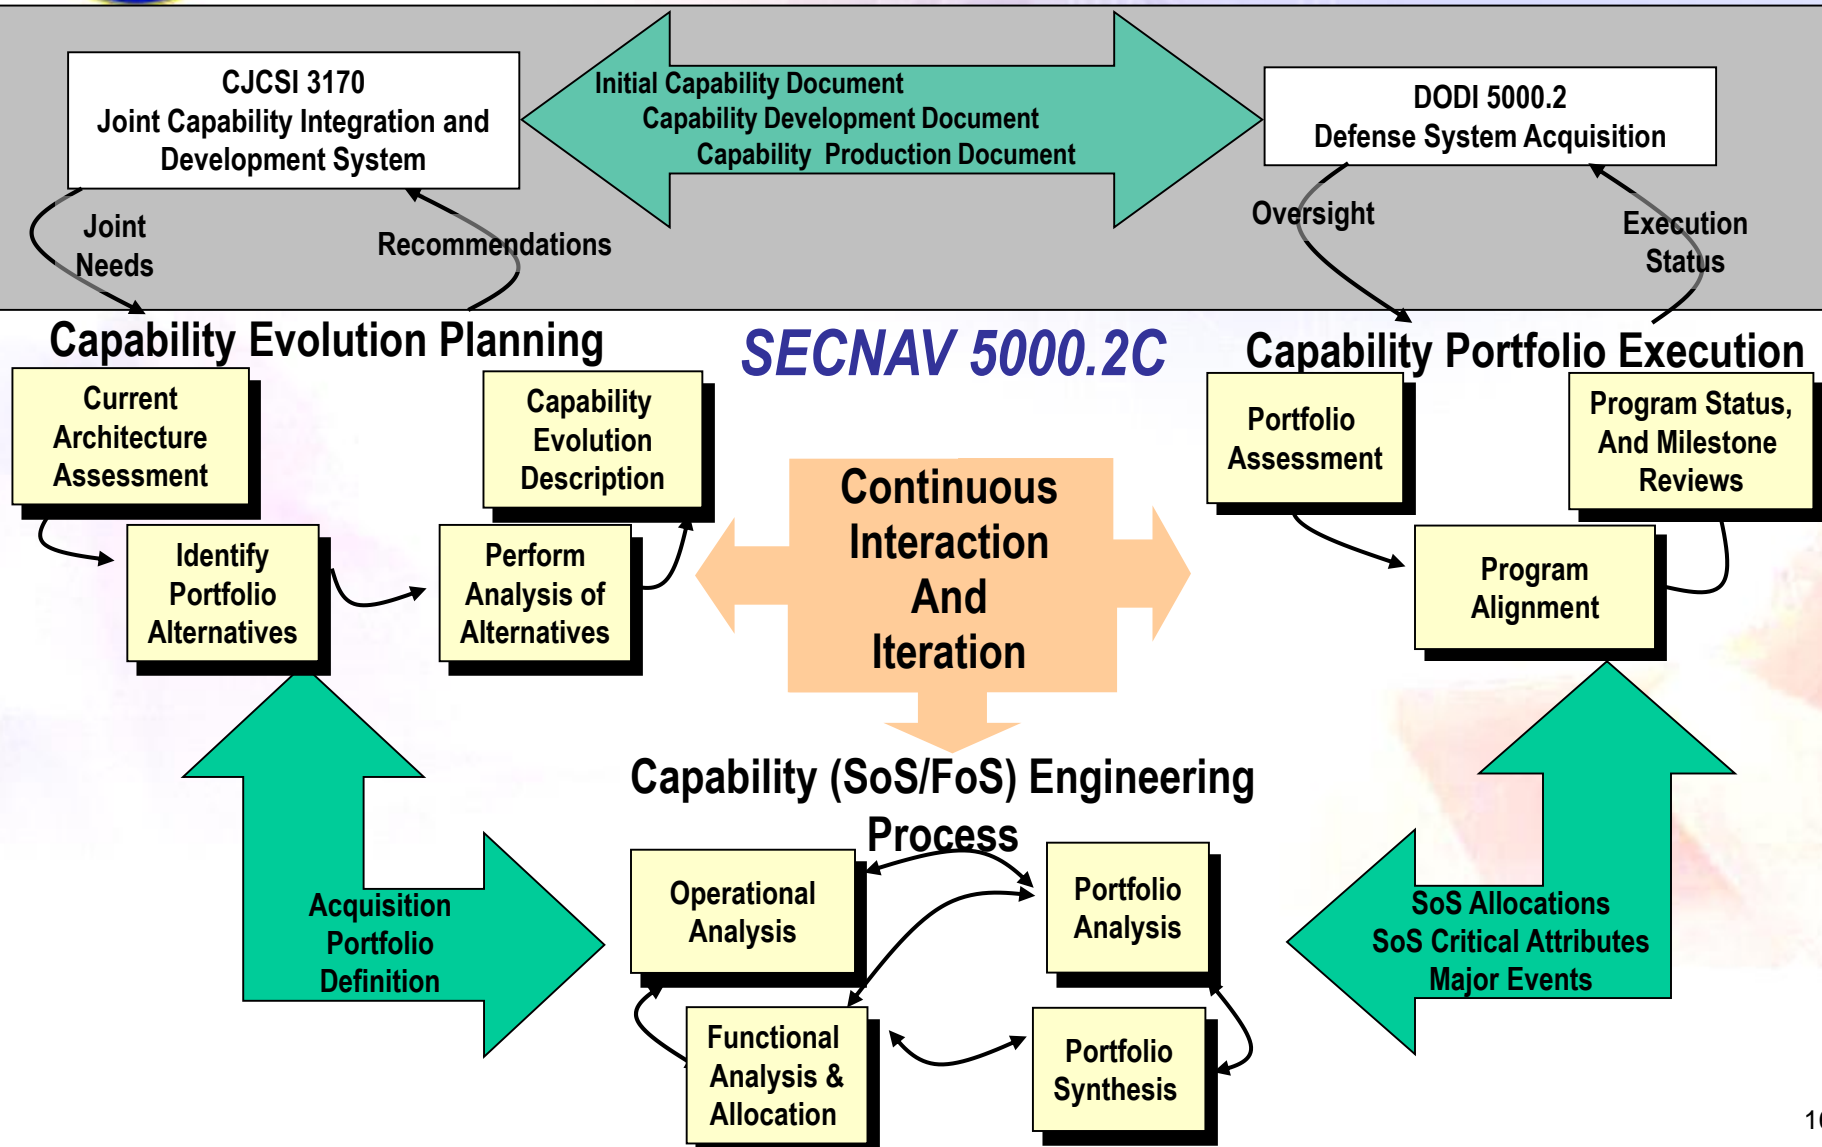 CJCSI 3170
Joint Capability Integration and
Development System
Initial Capability Document
Capability Development Document
Capability Production Document
DODI 5000.2
Defense System Acquisition
Joint
Needs
Recommendations
Oversight
Execution
Status
Capability Evolution Planning
SECNAV 5000.2C
Capability Portfolio Execution
Current
Architecture
Assessment
Capability
Evolution
Description
Identify
Portfolio
Alternatives
Perform
Analysis of
Alternatives
Continuous
Interaction
And
Iteration
Portfolio
Assessment
Program Status,
And Milestone
Reviews
Program
Alignment
Capability (SoS/FoS) Engineering
Process
Acquisition
Portfolio
Definition
Operational
Analysis
Portfolio
Analysis
Functional
Analysis &
Allocation
Portfolio
Synthesis
SoS Allocations
SoS Critical Attributes
Major Events